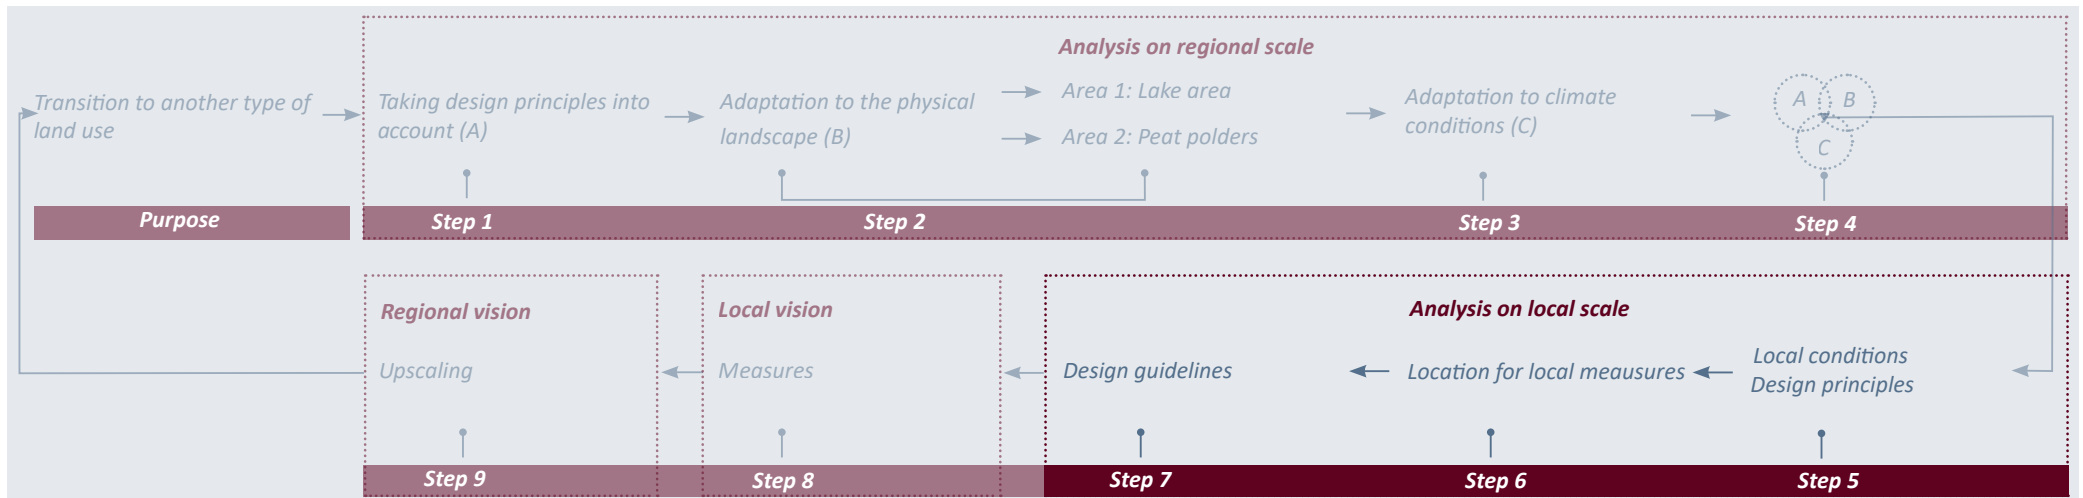 Analysis on regional scale
Transition to another type of
land use
Taking design principles into
account (A)
Adaptation to the physical
landscape (B)
Area 1: Lake area
Area 2: Peat polders
Adaptation to climate
conditions (C)
A
B
C
Purpose
Step 1
Step 2
Step 3
Step 4
Regional vision
Upscaling
Local vision
Measures
Analysis on local scale
Design guidelines
Location for local meausures
Local conditions
Design principles
Step 9
Step 8
Step 7
Step 6
Step 5